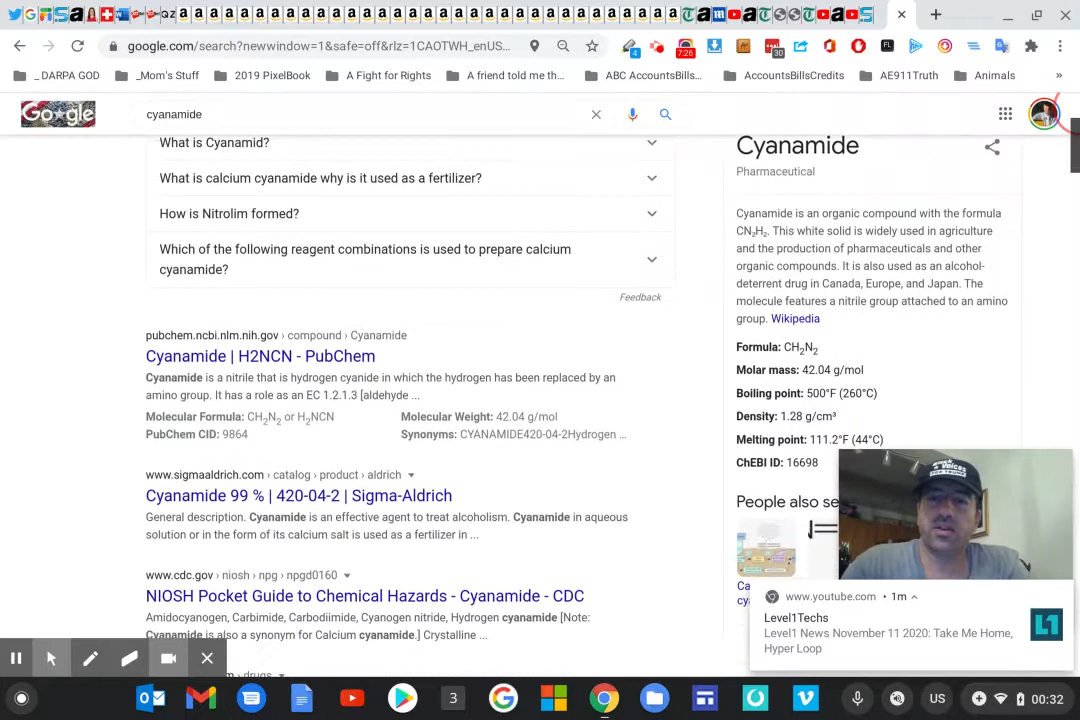 google.com/search?newwindow=1&safe=off&rlz=1CAOTWH_enUS...
4
7:26
30
FL
_ DARPA GOD
_Mom's Stuff
2019 PixelBook
A Fight for Rights
A friend told me th...
ABC AccountsBills...
AccountsBillsCredits
AE911Truth
Animals
»
Google
cyanamide
What is Cyanamid?
What is calcium cyanamide why is it used as a fertilizer?
How is Nitrolim formed?
Which of the following reagent combinations is used to prepare calcium
cyanamide?
Feedback
pubchem.ncbi.nlm.nih.gov › compound › Cyanamide
Cyanamide | H2NCN - PubChem
Cyanamide is a nitrile that is hydrogen cyanide in which the hydrogen has been replaced by an
amino group. It has a role as an EC 1.2.1.3 [aldehyde ...
Molecular Formula: CH2N2 or H2NCN
Molecular Weight: 42.04 g/mol
PubChem CID: 9864
Synonyms: CYANAMIDE420-04-2Hydrogen ...
www.sigmaaldrich.com › catalog › product › aldrich
Cyanamide 99 % | 420-04-2 | Sigma-Aldrich
General description. Cyanamide is an effective agent to treat alcoholism. Cyanamide in aqueous
solution or in the form of its calcium salt is used as a fertilizer in ...
www.cdc.gov › niosh › npg › npgd0160
NIOSH Pocket Guide to Chemical Hazards - Cyanamide - CDC
Amidocyanogen, Carbimide, Carbodiimide, Cyanogen nitride, Hydrogen cyanamide [Note:
Cyanamide is also a synonym for Calcium cyanamide.] Crystalline ...
Cyanamide
Pharmaceutical
Cyanamide is an organic compound with the formula
CN₂H₂. This white solid is widely used in agriculture
and the production of pharmaceuticals and other
organic compounds. It is also used as an alcohol-
deterrent drug in Canada, Europe, and Japan. The
molecule features a nitrile group attached to an amino
group. Wikipedia
Formula: CH2N2
Molar mass: 42.04 g/mol
Boiling point: 500°F (260°C)
Density: 1.28 g/cm³
Melting point: 111.2°F (44°C)
ChEBI ID: 16698
People also se
Ca
cy
www.youtube.com • 1m
Level1Techs
Level1 News November 11 2020: Take Me Home,
Hyper Loop
3
US
00:32